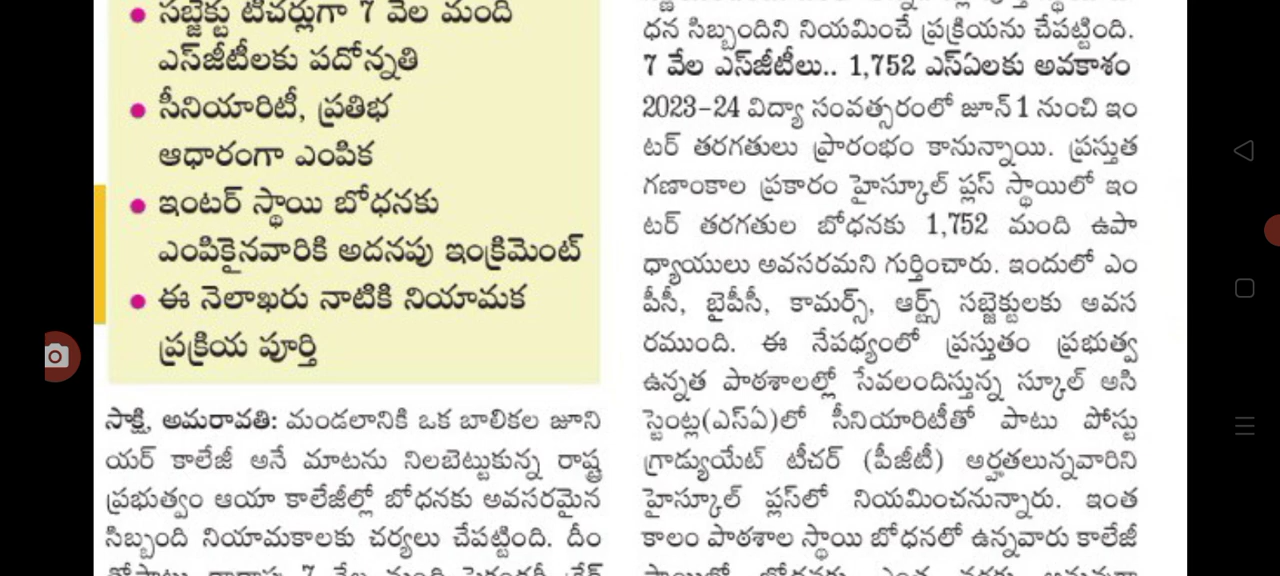 సబ్జెక్టు టీచర్లుగా 7 వేల మంది
ఎస్‌జీటీలకు పదోన్నతి
సీనియారిటీ, ప్రతిభ
ఆధారంగా ఎంపిక
ఇంటర్ స్థాయి బోధనకు
ఎంపికైనవారికి అదనపు ఇంక్రిమెంట్
ఈ నెలాఖరు నాటికి నియామక
ప్రక్రియ పూర్తి
సాక్షి, అమరావతి: మండలానికి ఒక బాలికల జూని
యర్ కాలేజీ అనే మాటను నిలబెట్టుకున్న రాష్ట్ర
ప్రభుత్వం ఆయా కాలేజీల్లో బోధనకు అవసరమైన
సిబ్బంది నియామకాలకు చర్యలు చేపట్టింది. దీం
ధన సిబ్బందిని నియమించే ప్రక్రియను చేపట్టింది.
7 వేల ఎస్‌జీటీలు.. 1,752 ఎస్ఏలకు అవకాశం
2023-24 విద్యా సంవత్సరంలో జూన్ 1 నుంచి ఇం
టర్ తరగతులు ప్రారంభం కానున్నాయి. ప్రస్తుత
గణాంకాల ప్రకారం హైస్కూల్ ప్లస్ స్థాయిలో ఇం
టర్ తరగతుల బోధనకు 1,752 మంది ఉపా
ధ్యాయులు అవసరమని గుర్తించారు. ఇందులో ఎం
పీసీ, బైపీసీ, కామర్స్, ఆర్ట్స్ సబ్జెక్టులకు అవస
రముంది. ఈ నేపథ్యంలో ప్రస్తుతం ప్రభుత్వ
ఉన్నత పాఠశాలల్లో సేవలందిస్తున్న స్కూల్ అసి
స్టెంట్ల(ఎస్ఏ)లో సీనియారిటీతో పాటు పోస్టు
గ్రాడ్యుయేట్ టీచర్ (పీజీటీ) అర్హతలున్నవారిని
హైస్కూల్ ప్లస్‌లో నియమించనున్నారు. ఇంత
కాలం పాఠశాల స్థాయి బోధనలో ఉన్నవారు కాలేజీ